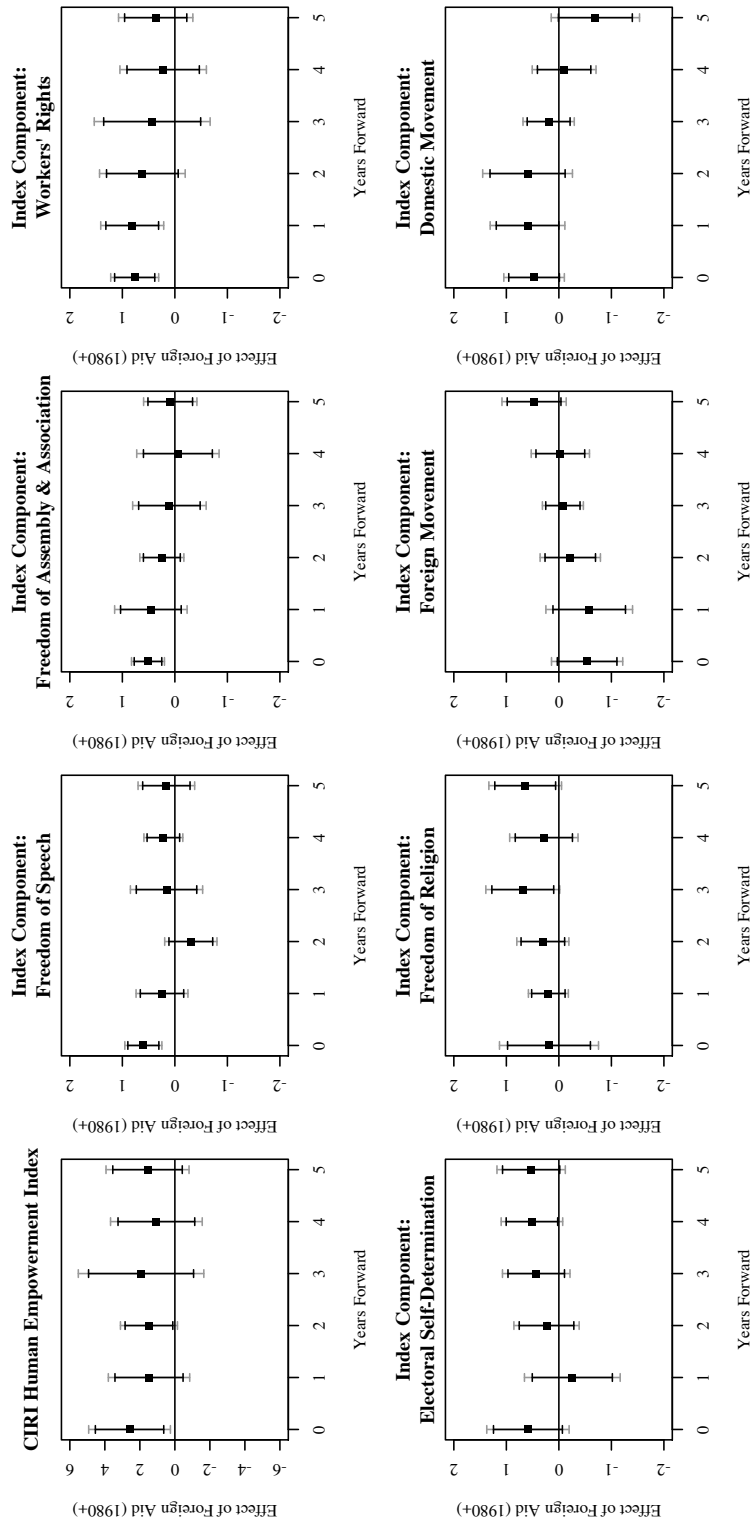 CIRI Human Empowerment Index
Effect of Foreign Aid (1980+)
6
4
2
0
-2
-4
-6
0 1 2 3 4 5
Years Forward
Index Component:
Freedom of Speech
Effect of Foreign Aid (1980+)
2
1
0
-1
-2
0 1 2 3 4 5
Years Forward
Index Component:
Freedom of Assembly & Association
Effect of Foreign Aid (1980+)
2
1
0
-1
-2
0 1 2 3 4 5
Years Forward
Index Component:
Workers' Rights
Effect of Foreign Aid (1980+)
2
1
0
-1
-2
0 1 2 3 4 5
Years Forward
Index Component:
Electoral Self-Determination
Effect of Foreign Aid (1980+)
2
1
0
-1
-2
0 1 2 3 4 5
Years Forward
Index Component:
Freedom of Religion
Effect of Foreign Aid (1980+)
2
1
0
-1
-2
0 1 2 3 4 5
Years Forward
Index Component:
Foreign Movement
Effect of Foreign Aid (1980+)
2
1
0
-1
-2
0 1 2 3 4 5
Years Forward
Index Component:
Domestic Movement
Effect of Foreign Aid (1980+)
2
1
0
-1
-2
0 1 2 3 4 5
Years Forward